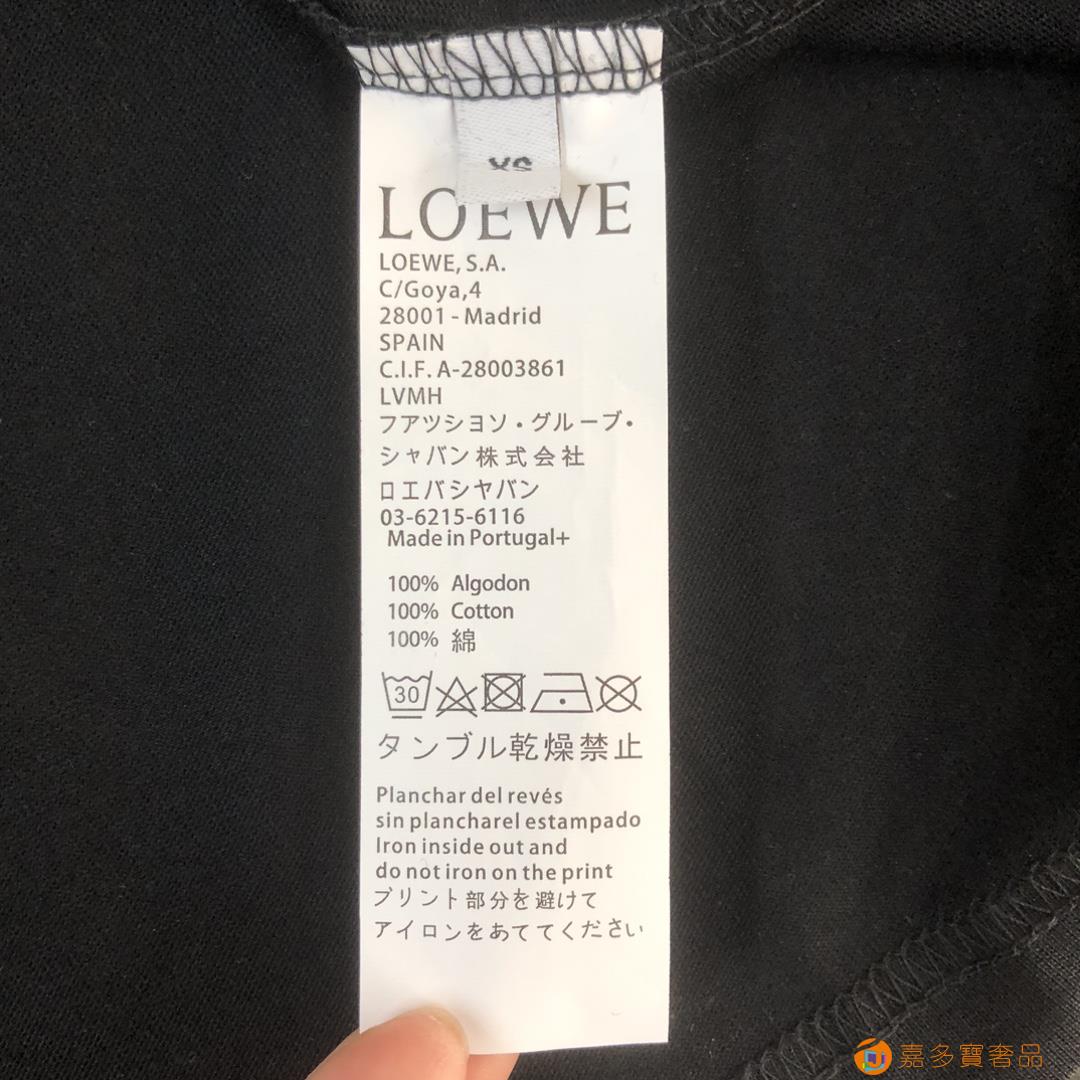 XS
LOEWE
LOEWE, S.A.
C/Goya,4
28001 - Madrid
SPAIN
C.I.F. A-28003861
LVMH
フアツシヨソ・グルーブ・
シャバン株式会社
ロエバシヤバン
03-6215-6116
Made in Portugal+
100% Algodon
100% Cotton
100% 綿
30
タンブル乾燥禁止
Planchar del revés
sin plancharel estampado
Iron inside out and
do not iron on the print
プリント部分を避けて
アイロンをあててください
嘉多寶奢品